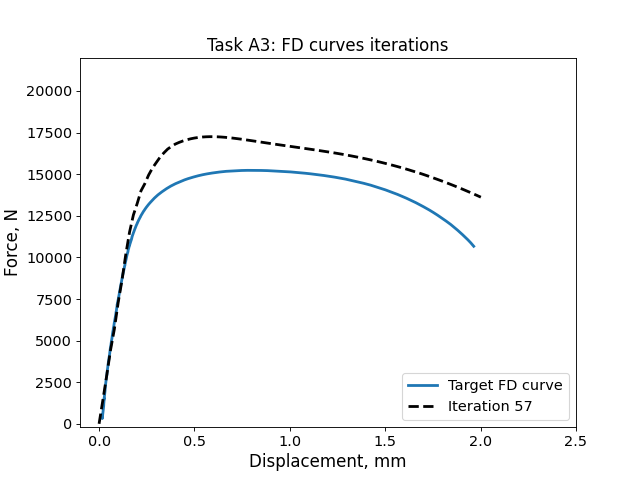 Task A3: FD curves iterations
20000
17500
15000
12500
10000
7500
5000
2500
0
Force, N
0.0 0.5 1.0 1.5 2.0 2.5
Displacement, mm
Target FD curve
Iteration 57